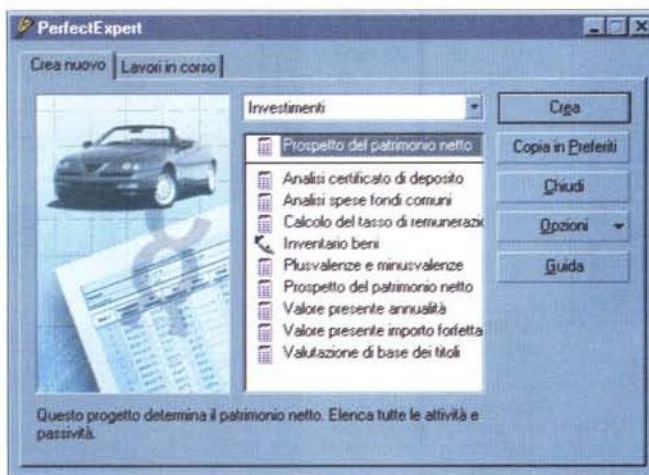 PerfectExpert
Crea nuovo
Lavori in corso
Investimenti
Prospetto del patrimonio netto
Analisi certificato di deposito
Analisi spese fondi comuni
Calcolo del tasso di remunerazio
Inventario beni
Plusvalenze e minusvalenze
Prospetto del patrimonio netto
Valore presente annualità
Valore presente importo forfetta
Valutazione di base dei titoli
Crea
Copia in Preferiti
Chiudi
Opzioni
Guida
Questo progetto determina il patrimonio netto. Elenca tutte le attività e
passività.